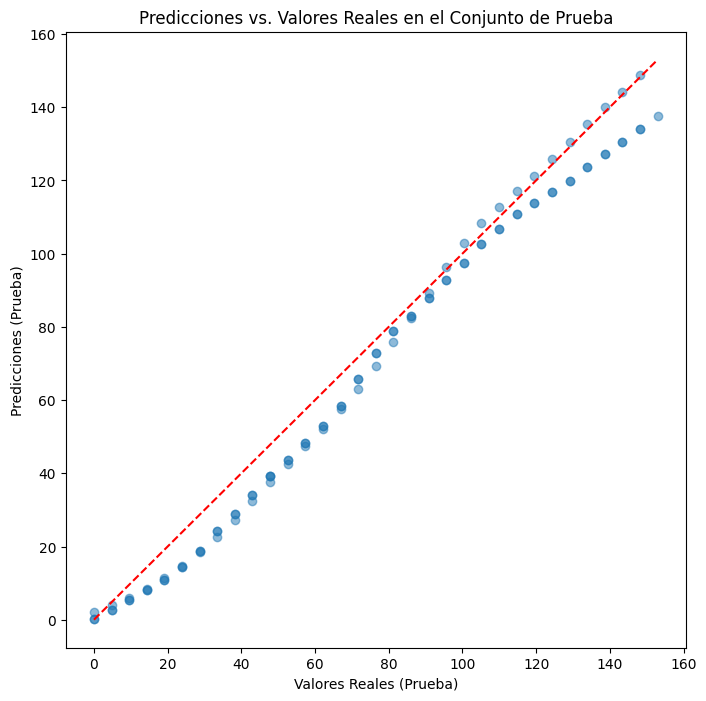 Predicciones vs. Valores Reales en el Conjunto de Prueba
160
140
120
100
80
60
40
20
0
Predicciones (Prueba)
0 20 40 60 80 100 120 140 160
Valores Reales (Prueba)